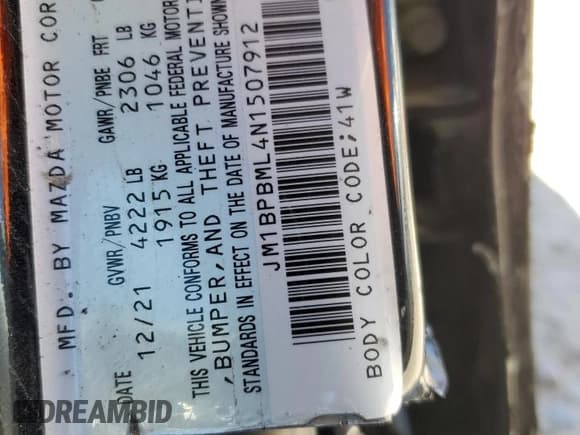 MFD. BY MAZDA MOTOR COR
GVWR/PNBV GAWR/PNBE FRT
DATE 12/21 4222 LB 2306 LB
1915 KG 1046 KG
THIS VEHICLE CONFORMS TO ALL APPLICABLE FEDERAL MOTOR
,BUMPER,AND THEFT PREVENTI
STANDARDS IN EFFECT ON THE DATE OF MANUFACTURE SHOWN
JM1BPBML4N1507912
BODY COLOR CODE;41W
DREAMBID